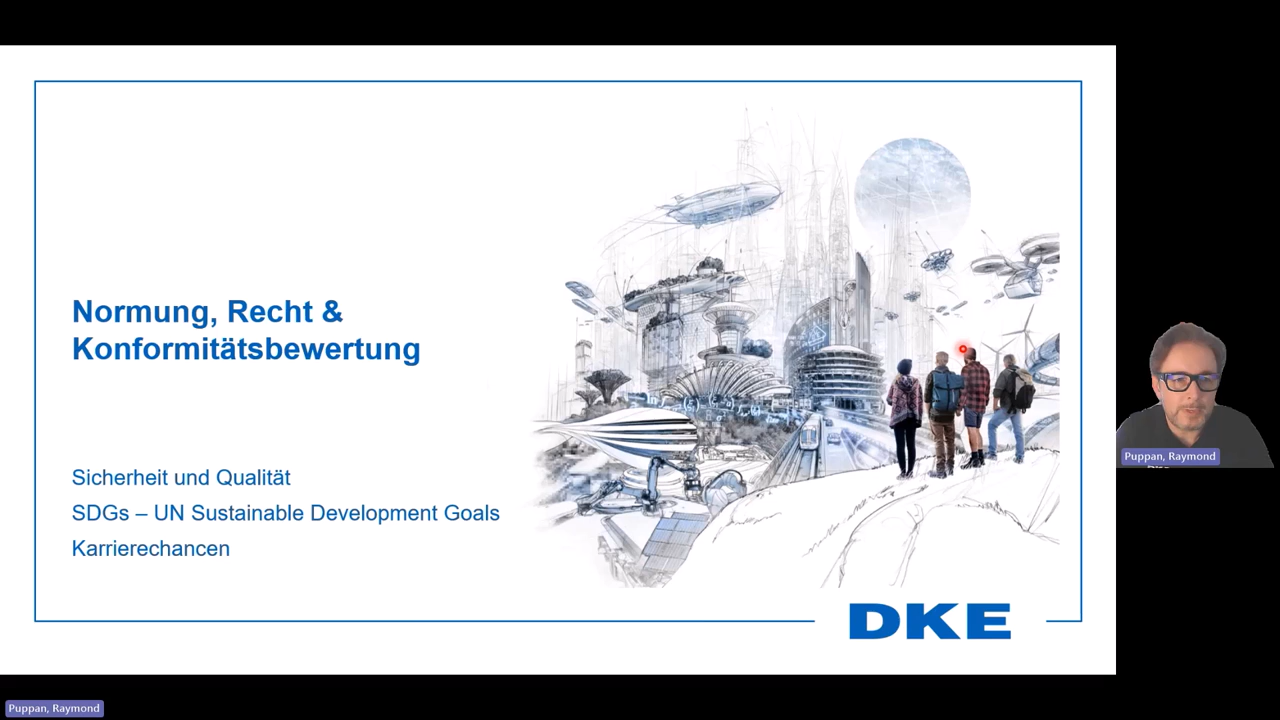 Normung, Recht &
Konformitätsbewertung
Sicherheit und Qualität
SDGs – UN Sustainable Development Goals
Karrierechancen
DKE
Puppan, Raymond
Puppan, Raymond